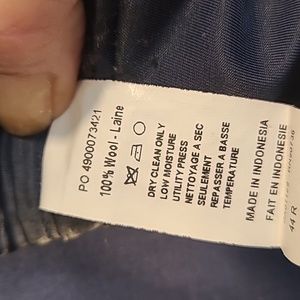 PO 4900073421
100% Wool - Laine
DRY CLEAN ONLY
LOW MOISTURE
UTILITY PRESS
NETTOYAGE A SEC
SEULEMENT
REPASSER A BASSE
TEMPERATURE
MADE IN INDONESIA
FAIT EN INDONESIE
44 R